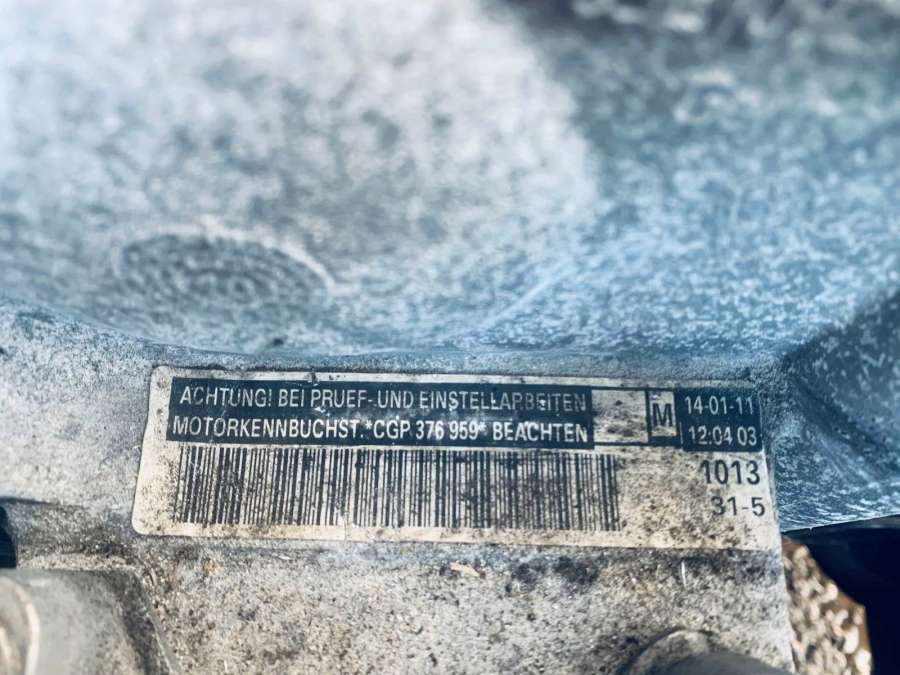 ACHTUNG! BEI PRUEF- UND EINSTELLARBEITEN
MOTORKENNBUCHST. *CGP 376 959* BEACHTEN
M
14-01-11
12:04 03
1013
31-5